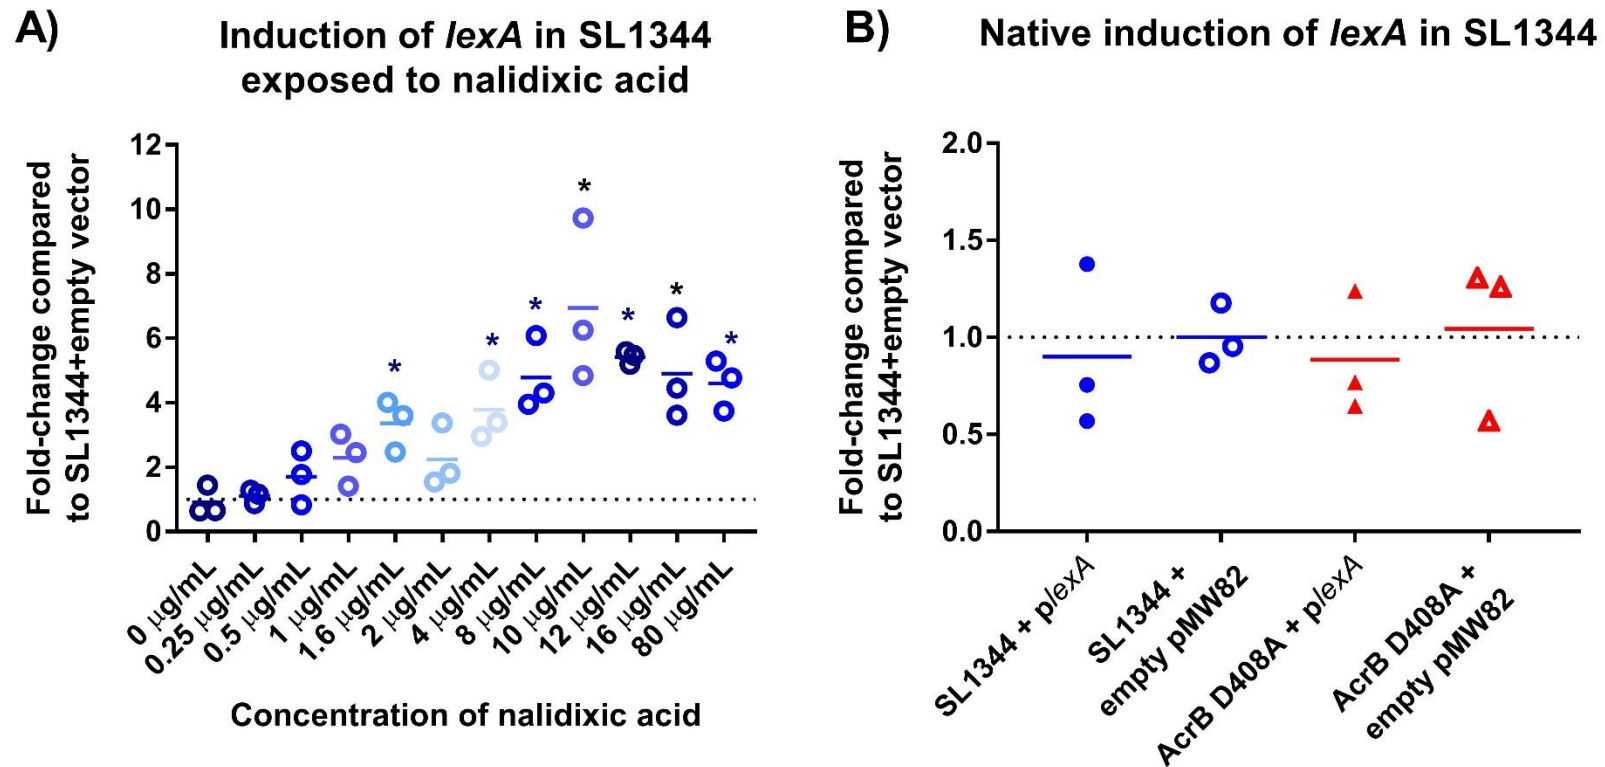 A)
Induction of lexA in SL1344
exposed to nalidixic acid
Fold-change compared
to SL1344+empty vector
12
10
8
6
4
2
0
*
*
*
*
*
*
*
0 μg/mL
0.25 μg/mL
0.5 μg/mL
1 μg/mL
1.6 μg/mL
2 μg/mL
4 μg/mL
8 μg/mL
10 μg/mL
12 μg/mL
16 μg/mL
80 μg/mL
Concentration of nalidixic acid
B)
Native induction of lexA in SL1344
Fold-change compared
to SL1344+empty vector
2.0
1.5
1.0
0.5
0.0
SL1344 + plexA
SL1344 +
empty pMW82
AcrB D408A + plexA
AcrB D408A +
empty pMW82